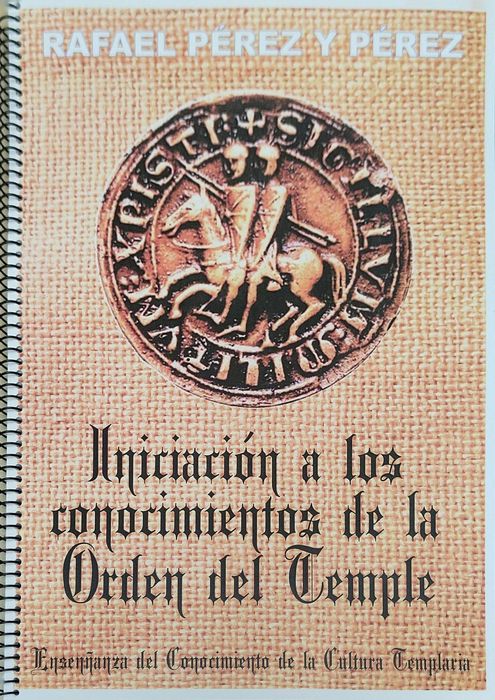 RAFAEL PÉREZ Y PÉREZ
SIGILLVM:MILITVM:XPISTI
Iniciación a los
conocimientos de la
Orden del Temple
Enseñanza del Conocimiento de la Cultura Templaria